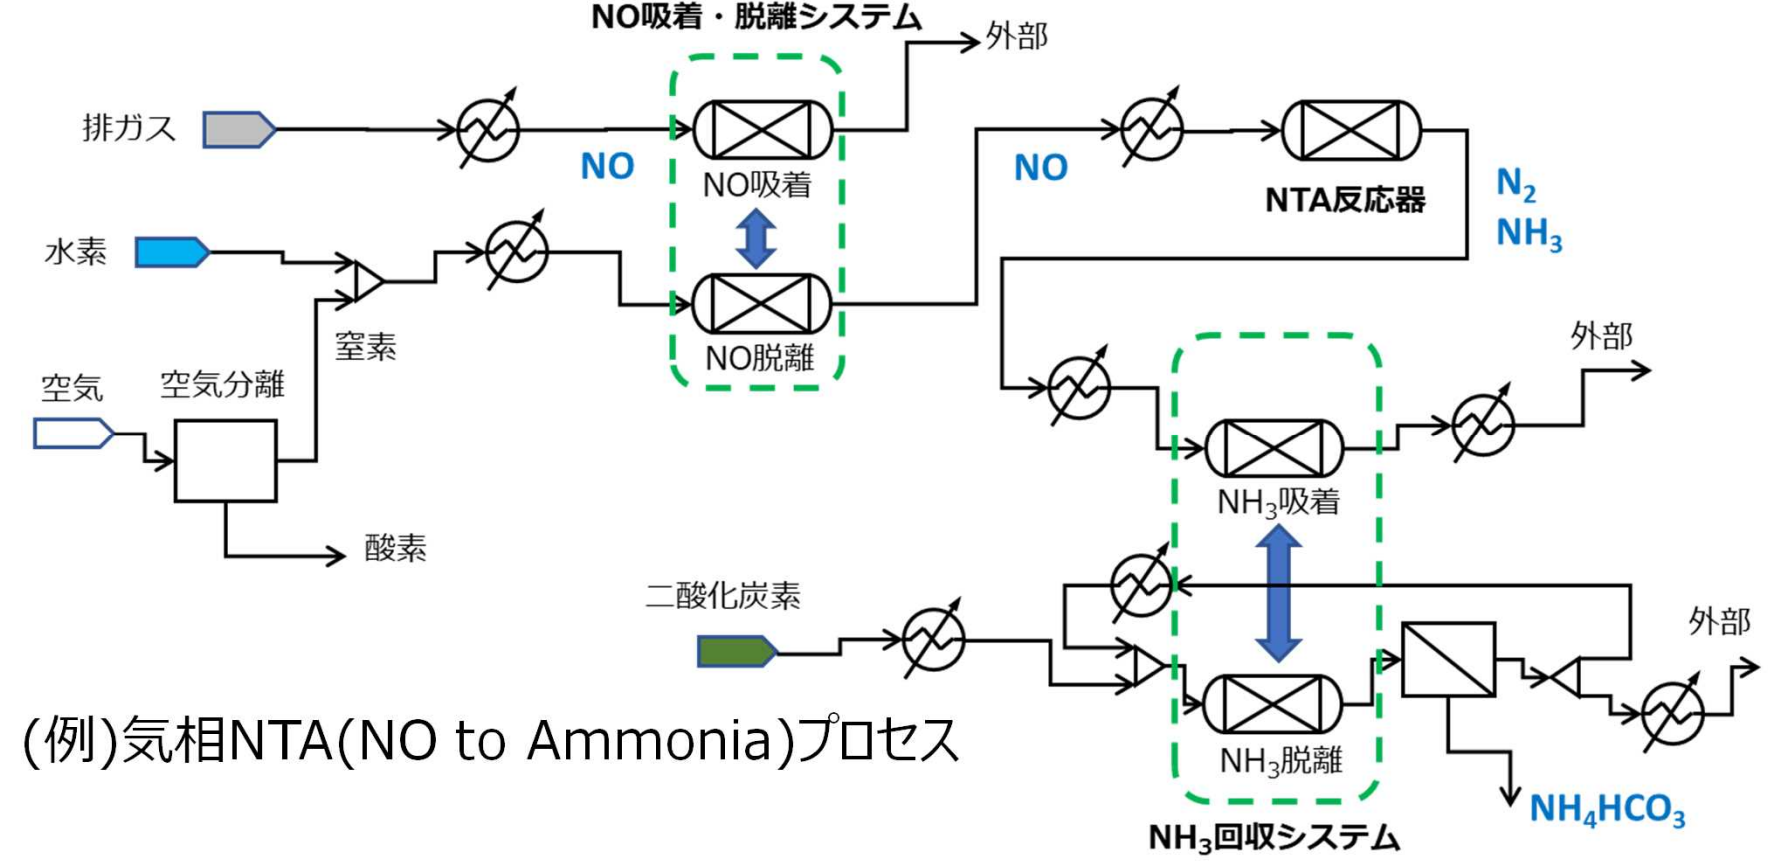 NO吸着・脱離システム
外部
排ガス
NO
NO吸着
NO
NTA反応器
N₂
NH₃
水素
窒素
NO脱離
空気
空気分離
酸素
外部
NH₃吸着
二酸化炭素
外部
NH₃脱離
(例)気相NTA(NO to Ammonia)プロセス
NH₄HCO₃
NH₃回収システム